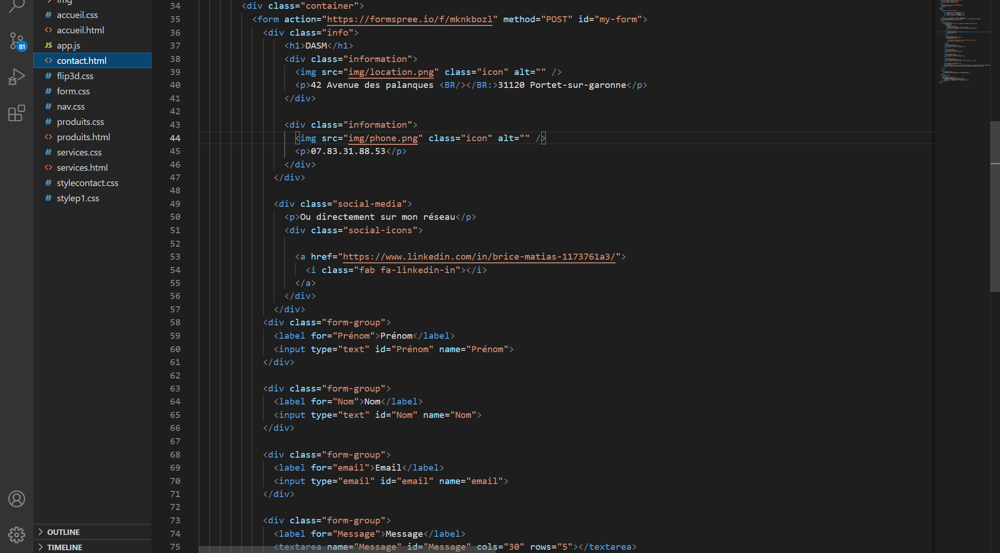 img
accueil.css
accueil.html
JS app.js
contact.html
flip3d.css
form.css
nav.css
produits.css
produits.html
services.css
services.html
stylecontact.css
stylep1.css
81
OUTLINE
TIMELINE
34 <div class="container">
35 <form action="https://formspree.io/f/mknkbozl" method="POST" id="my-form">
36 <div class="info">
37 <h1>DASM</h1>
38 <div class="information">
39 <img src="img/location.png" class="icon" alt="" />
40 <p>42 Avenue des palanques <BR/></BR:>31120 Portet-sur-garonne</p>
41 </div>
42
43 <div class="information">
44 <img src="img/phone.png" class="icon" alt="" />
45 <p>07.83.31.88.53</p>
46 </div>
47 </div>
48
49 <div class="social-media">
50 <p>Ou directement sur mon réseau</p>
51 <div class="social-icons">
52
53 <a href="https://www.linkedin.com/in/brice-matias-1173761a3/">
54 <i class="fab fa-linkedin-in"></i>
55 </a>
56 </div>
57 </div>
58 <div class="form-group">
59 <label for="Prénom">Prénom</label>
60 <input type="text" id="Prénom" name="Prénom">
61 </div>
62
63 <div class="form-group">
64 <label for="Nom">Nom</label>
65 <input type="text" id="Nom" name="Nom">
66 </div>
67
68 <div class="form-group">
69 <label for="email">Email</label>
70 <input type="email" id="email" name="email">
71 </div>
72
73 <div class="form-group">
74 <label for="Message">Message</label>
75 <textarea name="Message" id="Message" cols="30" rows="5"></textarea>